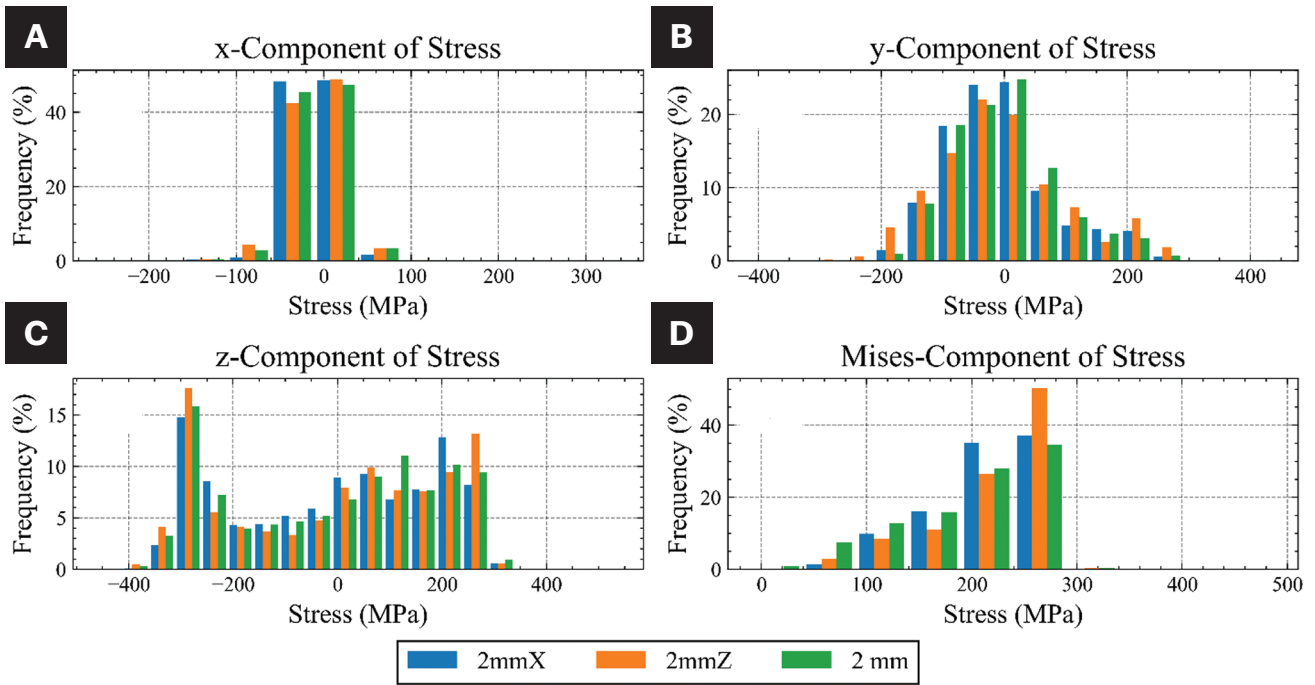 A
x-Component of Stress
Frequency (%)
40
20
0
−200
−100
0
100
200
300
Stress (MPa)
B
y-Component of Stress
Frequency (%)
20
10
0
−400
−200
0
200
400
Stress (MPa)
C
z-Component of Stress
Frequency (%)
15
10
5
0
−400
−200
0
200
400
Stress (MPa)
D
Mises-Component of Stress
Frequency (%)
40
20
0
0
100
200
300
400
500
Stress (MPa)
2mmX
2mmZ
2 mm